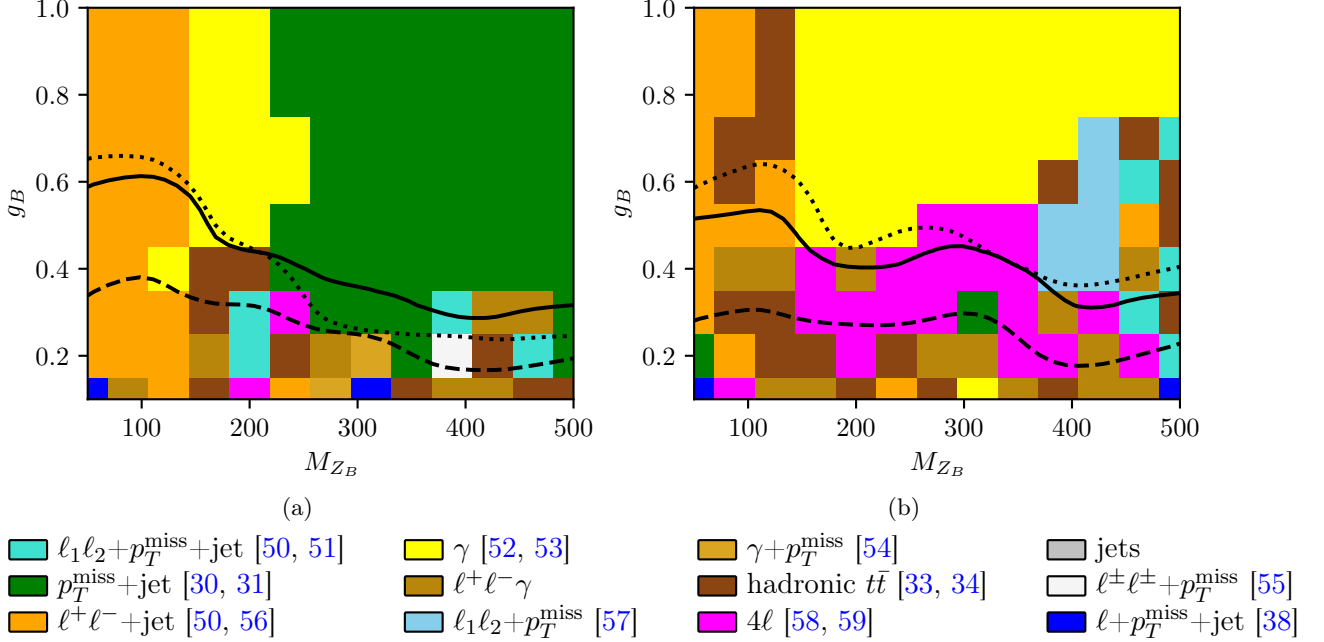 1.0
0.8
0.6
0.4
0.2
g_B
100 200 300 400 500
M_{Z_B}
(a)
1.0
0.8
0.6
0.4
0.2
g_B
100 200 300 400 500
M_{Z_B}
(b)
ℓ₁ℓ₂+p_T^miss+jet [50, 51]
p_T^miss+jet [30, 31]
ℓ⁺ℓ⁻+jet [50, 56]
γ [52, 53]
ℓ⁺ℓ⁻γ
ℓ₁ℓ₂+p_T^miss [57]
γ+p_T^miss [54]
hadronic tt̄ [33, 34]
4ℓ [58, 59]
jets
ℓ^±ℓ^±+p_T^miss [55]
ℓ+p_T^miss+jet [38]